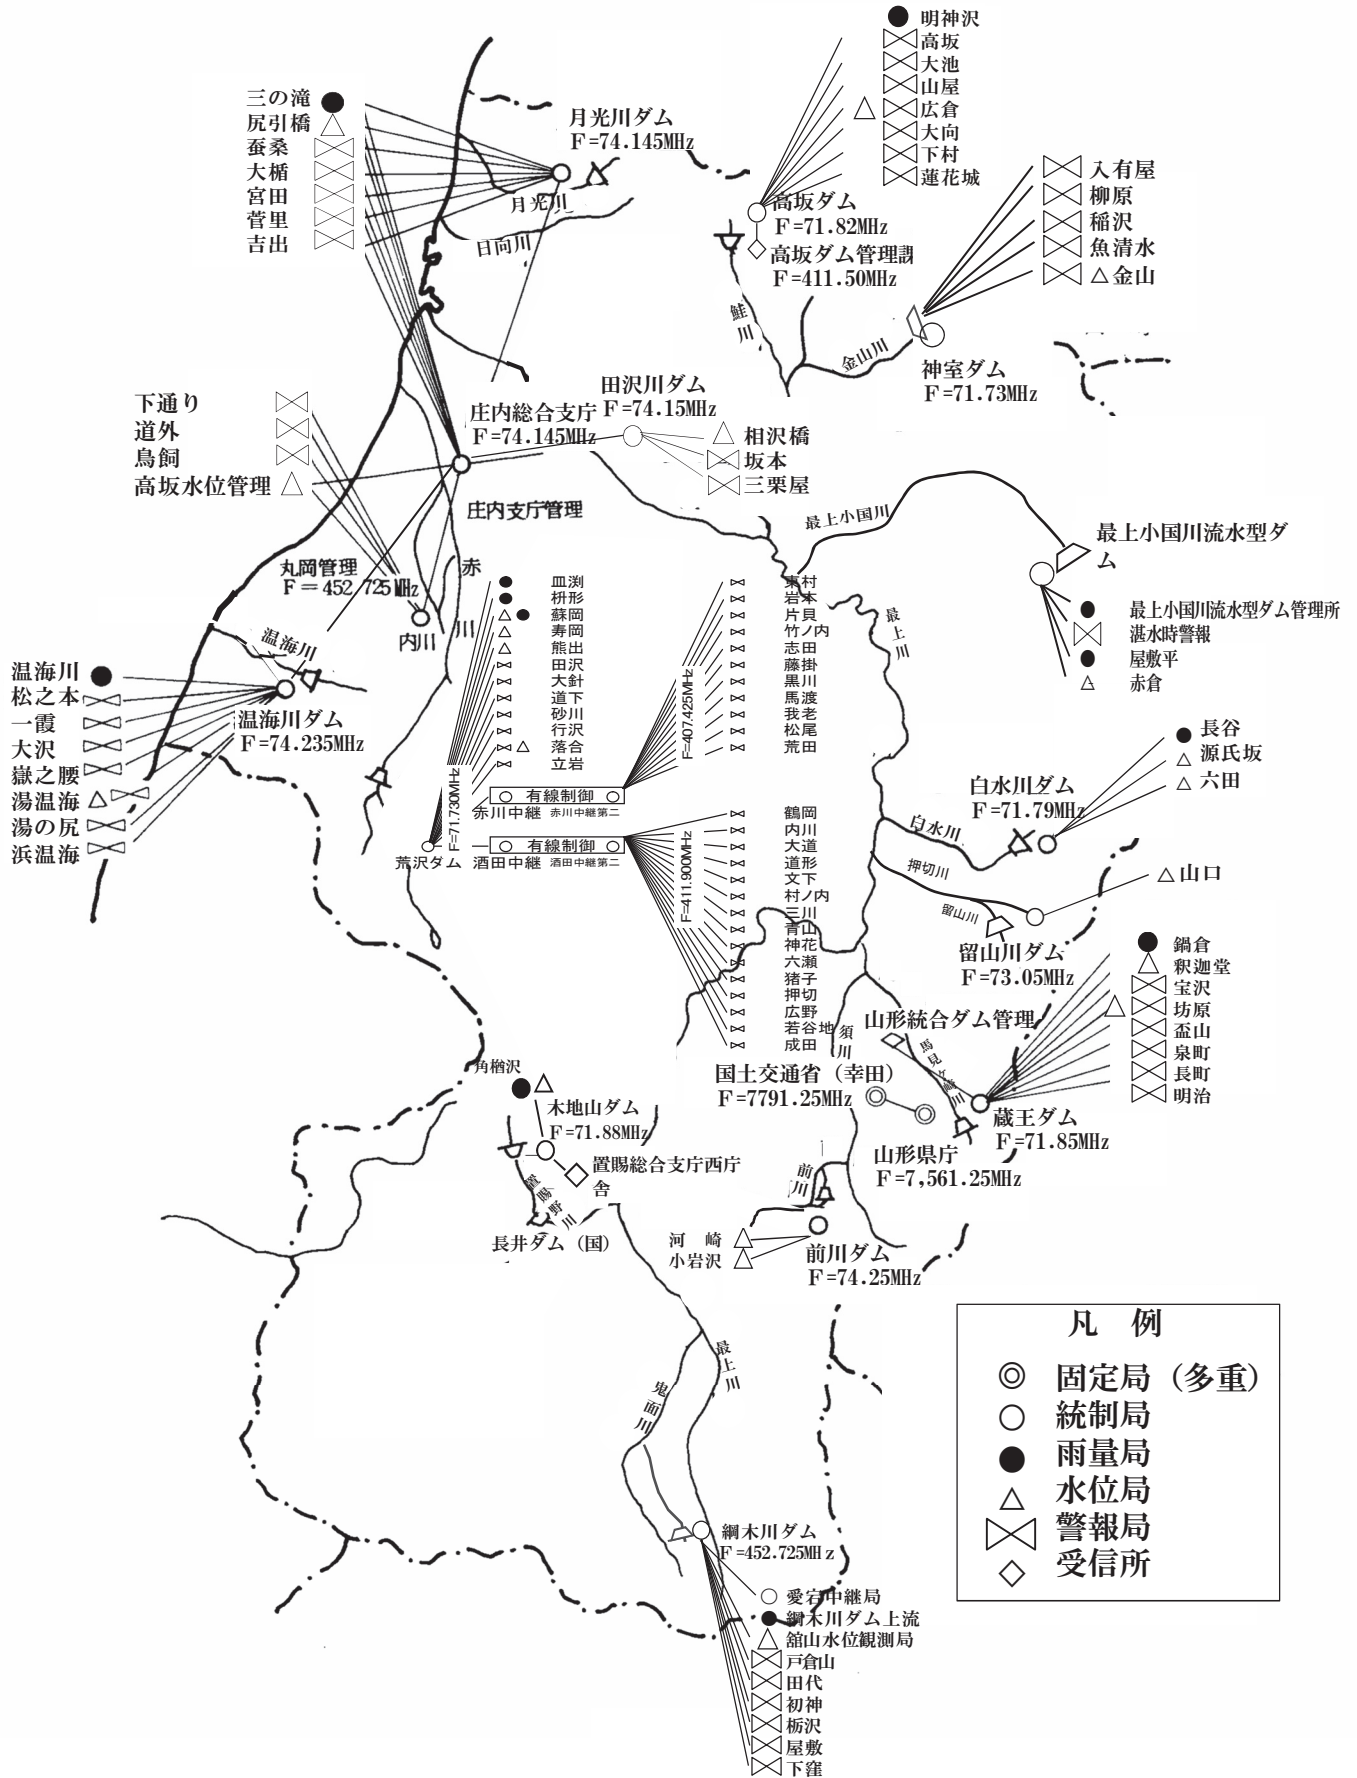 明神沢
高坂
大池
山屋
広倉
大向
下村
蓮花城
三の滝
尻引橋
蚕桑
大楯
宮田
菅里
吉出
月光川ダム
F=74.145MHz
月光川
日向川
高坂ダム
F=71.82MHz
高坂ダム管理課
F=411.50MHz
入有屋
柳原
稲沢
魚清水
金山
鮭川
金山川
神室ダム
F=71.73MHz
下通り
道外
鳥飼
高坂水位管理
庄内総合支庁
F=74.145MHz
田沢川ダム
F=74.15MHz
相沢橋
坂本
三栗屋
庄内支庁管理
最上小国川
最上小国川流水型ダ
ム
最上小国川流水型ダム管理所
湛水時警報
屋敷平
赤倉
丸岡管理
F=452.725MHz
赤
川
内川
最上川
温海川
温海川
松之本
一霞
大沢
嶽之腰
湯温海
湯の尻
浜温海
温海川ダム
F=74.235MHz
皿渕
枡形
蘇岡
寿岡
熊出
田沢
大針
道下
砂川
行沢
落合
立岩
F=71.730MHz
F=407.425MHz
東村
岩本
片貝
竹ノ内
志田
藤掛
黒川
馬渡
我老
松尾
荒田
有線制御
赤川中継 赤川中継第二
有線制御
荒沢ダム 酒田中継 酒田中継第二
F=411.900MHz
鶴岡
内川
大道
道形
文下
村ノ内
三川
青山
神花
六瀬
猪子
押切
広野
若谷地
成田
長谷
源氏坂
六田
白水川ダム
F=71.79MHz
白水川
押切川
留山川
山口
留山川ダム
F=73.05MHz
鍋倉
釈迦堂
宝沢
坊原
盃山
泉町
長町
明治
山形統合ダム管理
須川
馬見ヶ崎川
国土交通省（幸田）
F=7791.25MHz
蔵王ダム
F=71.85MHz
山形県庁
F=7,561.25MHz
角楢沢
木地山ダム
F=71.88MHz
置賜総合支庁西庁
舎
置賜野川
長井ダム（国）
前川
河　崎
小岩沢
前川ダム
F=74.25MHz
最上川
鬼面川
綱木川ダム
F=452.725MHz
愛宕中継局
綱木川ダム上流
舘山水位観測局
戸倉山
田代
初神
栃沢
屋敷
下窪
凡　例
固定局（多重）
統制局
雨量局
水位局
警報局
受信所